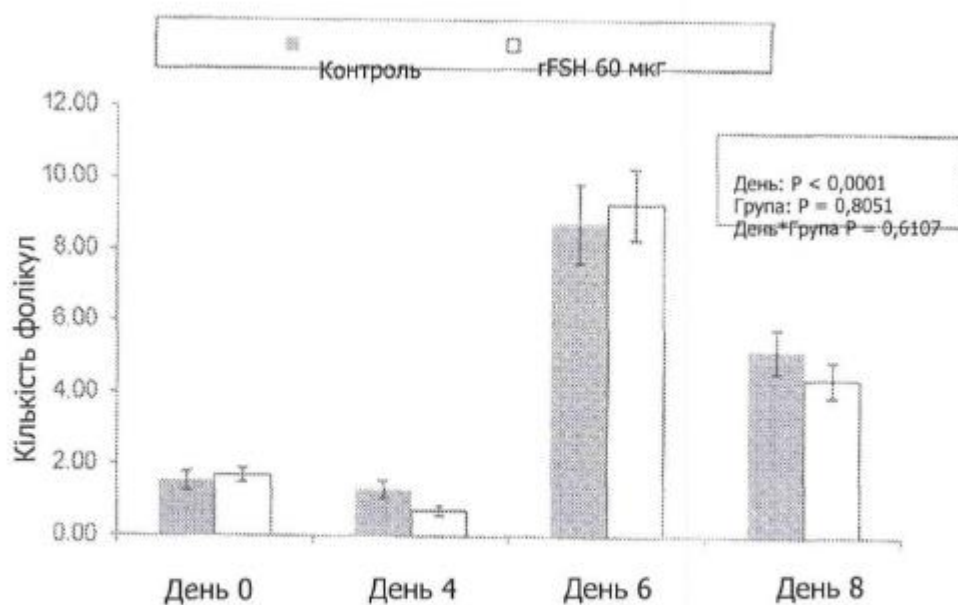 Контроль rFSH 60 мкг
12.00
10.00
8.00
6.00
4.00
2.00
0.00
Кількість фолікул
День: P < 0,0001
Група: P = 0,8051
День*Група P = 0,6107
День 0 День 4 День 6 День 8